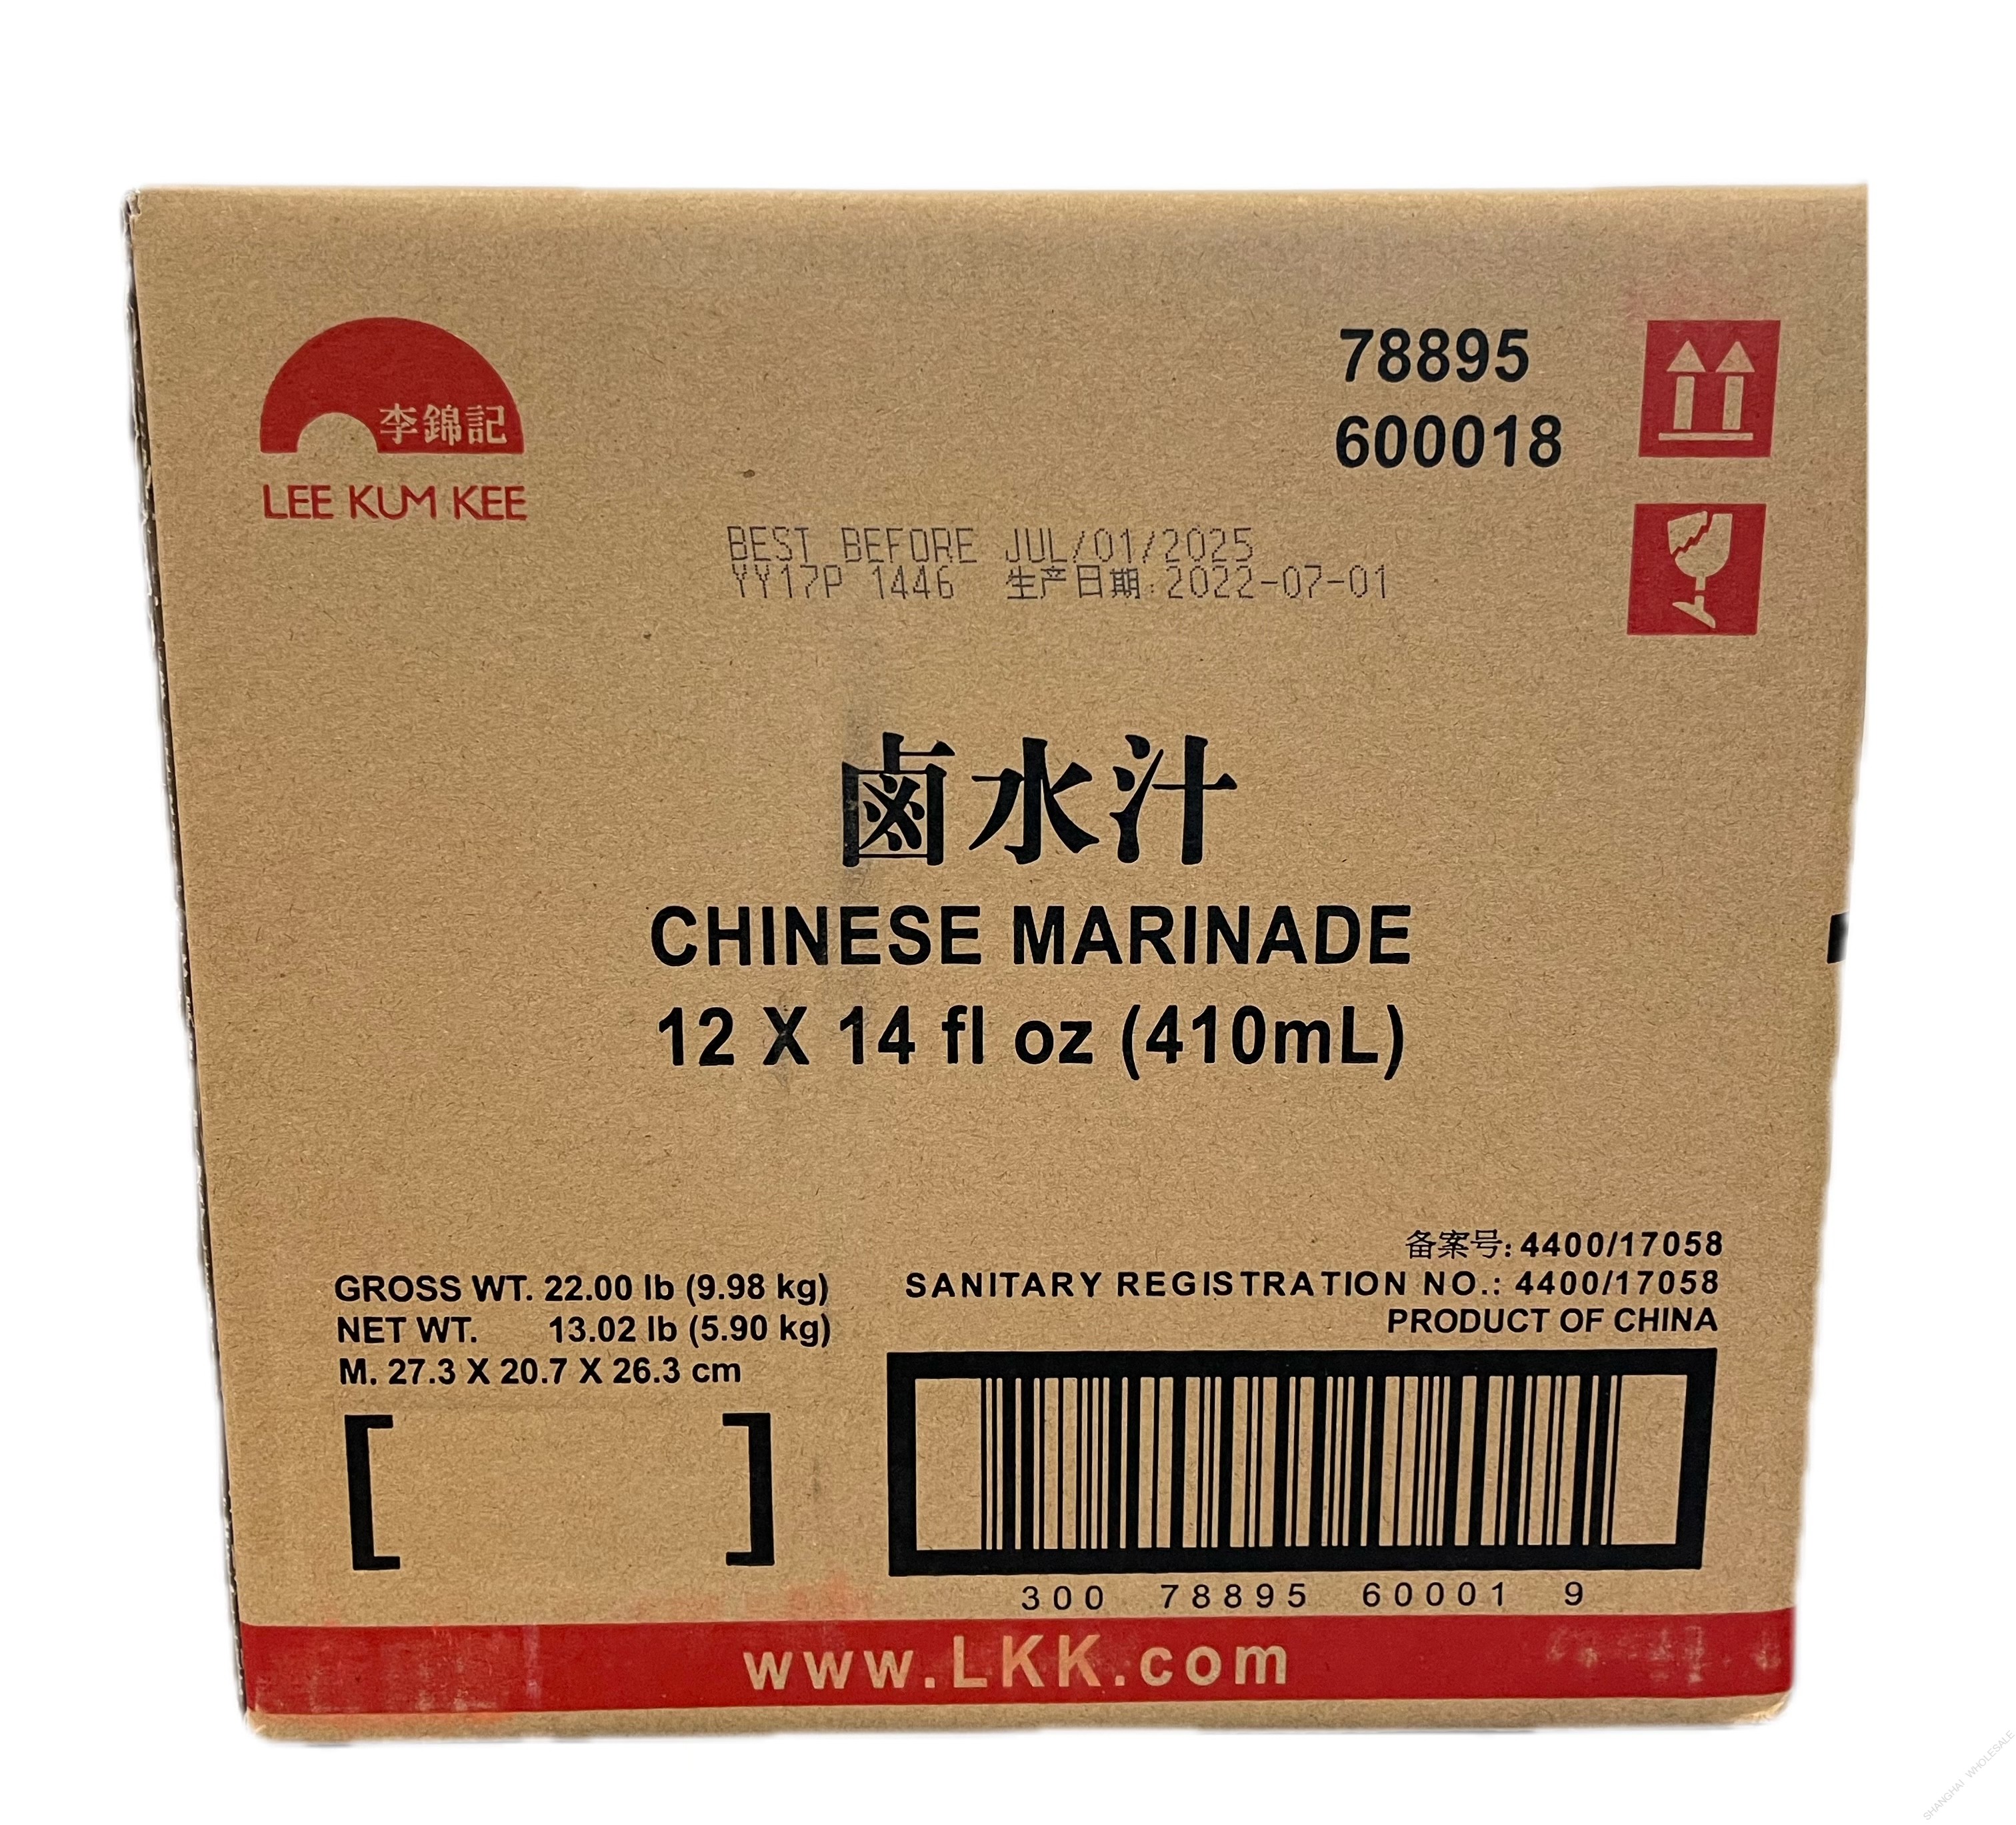 李錦記
LEE KUM KEE
78895
600018
BEST BEFORE JUL/01/2025
YY17P 1446 生产日期:2022-07-01
鹵水汁
CHINESE MARINADE
12 X 14 fl oz (410mL)
备案号: 4400/17058
SANITARY REGISTRATION NO.: 4400/17058
PRODUCT OF CHINA
GROSS WT. 22.00 lb (9.98 kg)
NET WT. 13.02 lb (5.90 kg)
M. 27.3 X 20.7 X 26.3 cm
[ ]
300 78895 60001 9
www.LKK.com
SHANGHAI WHOLESALE